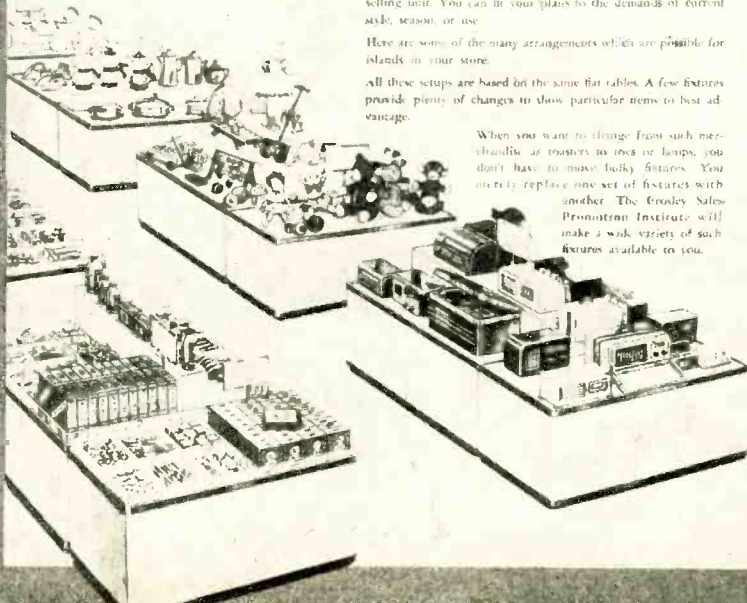 selling unit. You can fit your plans to the demands of current
style, season, or use
Here are some of the many arrangements which are possible for
islands in your store.
All these setups are based on the same flat tables. A few fixtures
provide plenty of changes to show particular items to best ad-
vantage.
When you want to change from such mer-
chandise as toasters to toys or lamps, you
don't have to move bulky fixtures. You
merely replace one set of fixtures with
another The Crosley Sales
Promotion Institute will
make a wide variety of such
fixtures available to you.